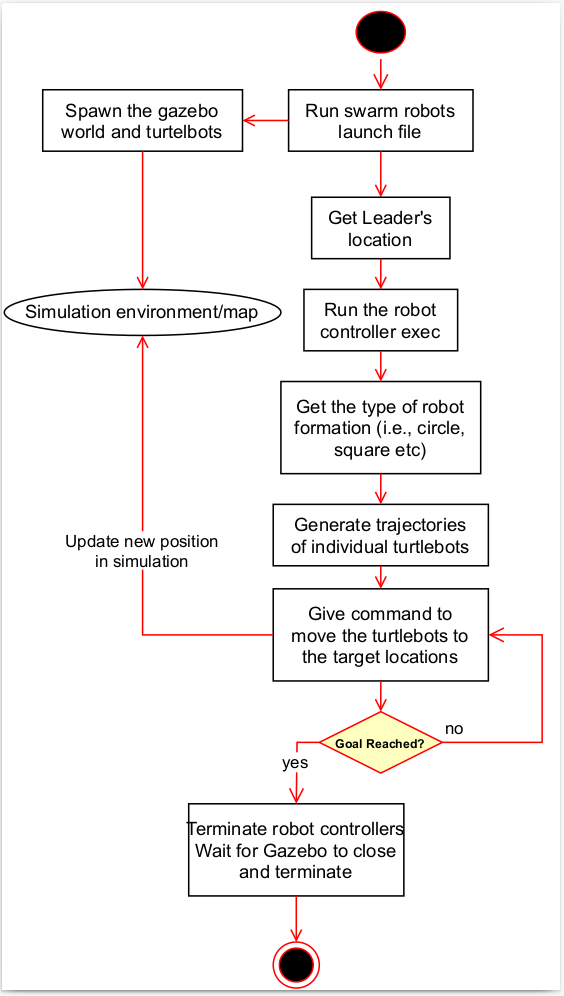 Run swarm robots
launch file
Spawn the gazebo
world and turtelbots
Get Leader's
location
Simulation environment/map
Run the robot
controller exec
Get the type of robot
formation (i.e., circle,
square etc)
Generate trajectories
of individual turtlebots
Update new position
in simulation
Give command to
move the turtlebots to
the target locations
Goal Reached?
no
yes
Terminate robot controllers
Wait for Gazebo to close
and terminate